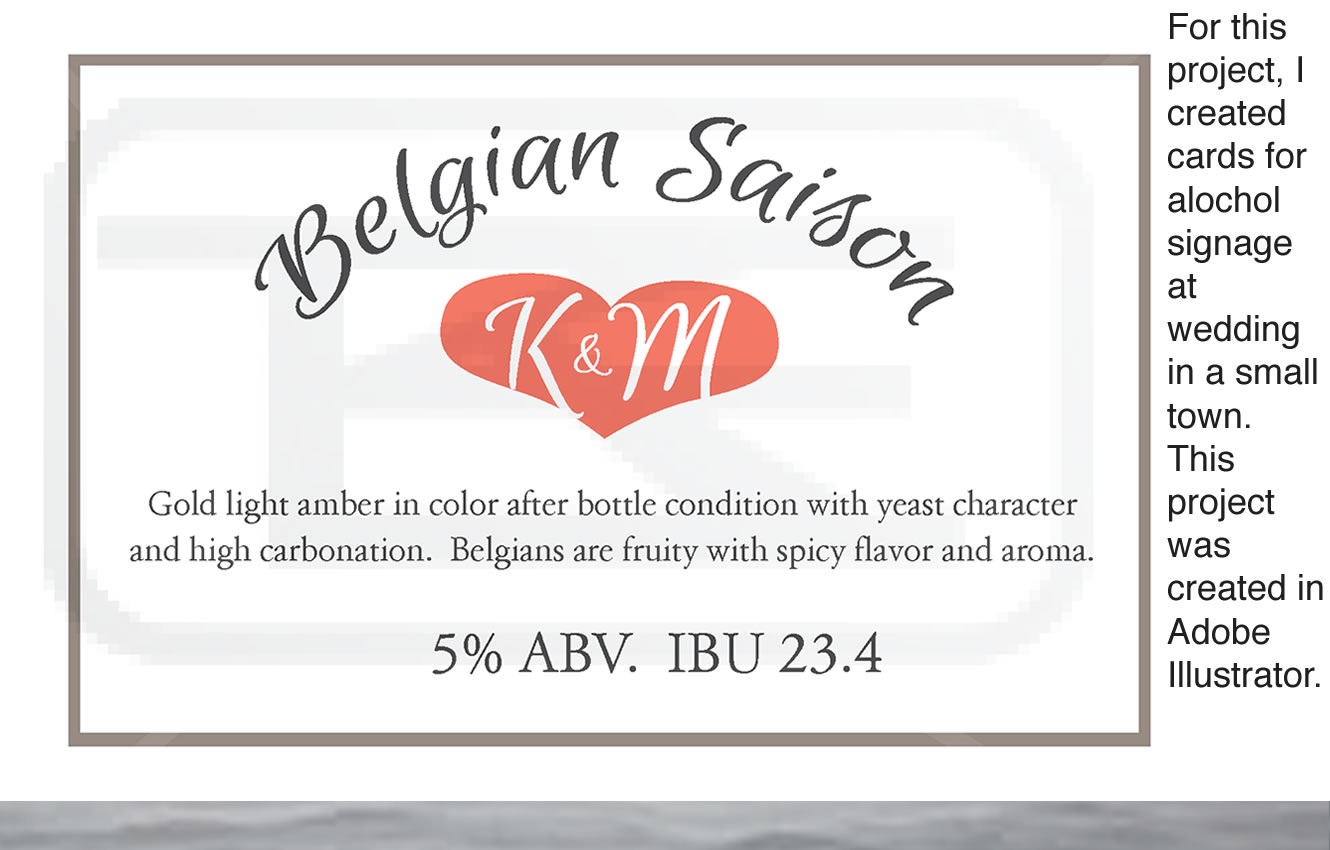 Belgian Saison
K & M
Gold light amber in color after bottle condition with yeast character
and high carbonation.  Belgians are fruity with spicy flavor and aroma.
5% ABV.  IBU 23.4
For this
project, I
created
cards for
alochol
signage
at
wedding
in a small
town.
This
project
was
created in
Adobe
Illustrator.